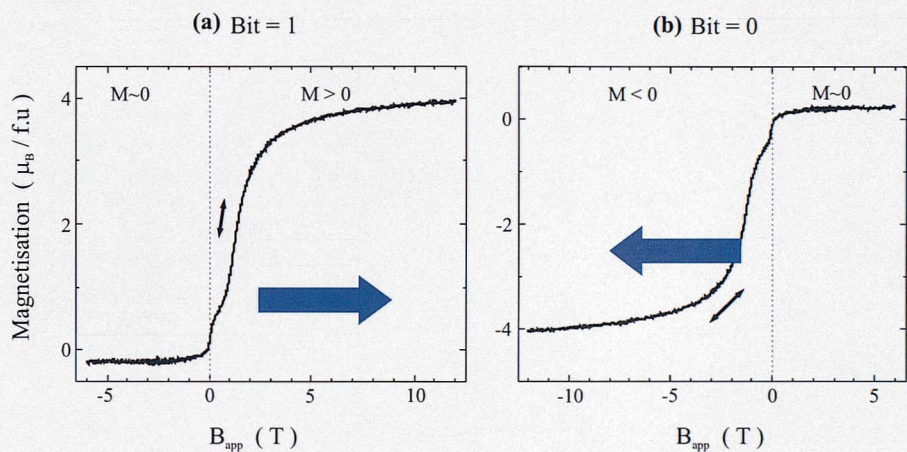 (a) Bit = 1
(b) Bit = 0
M~0
M > 0
M < 0
M~0
Magnetisation ( μB / f.u )
4
2
0
0
-2
-4
-5
0
5
10
-10
-5
0
5
Bapp ( T )
Bapp ( T )